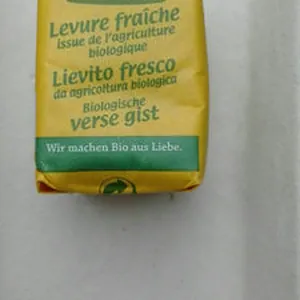 Levure fraîche
issue de l'agriculture
biologique
Lievito fresco
da agricoltura biologica
Biologische
verse gist
Wir machen Bio aus Liebe.